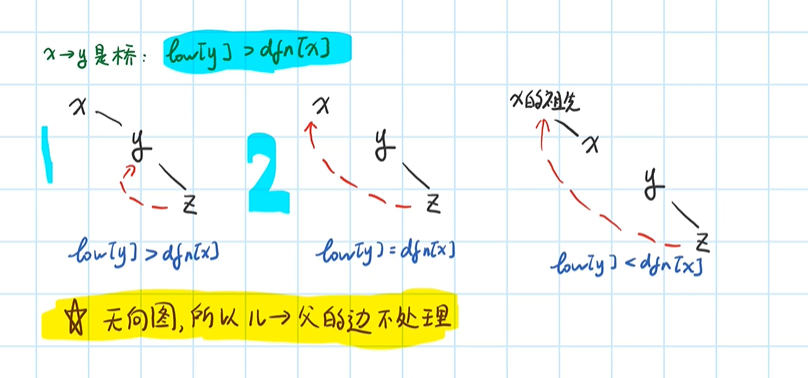 x→y是桥: low[y] > dfn[x]
x
y
z
1
low[y] > dfn[x]
x
y
z
2
low[y] = dfn[x]
x的祖先
x
y
z
low[y] < dfn[x]
☆ 无向图,所以儿→父的边不处理